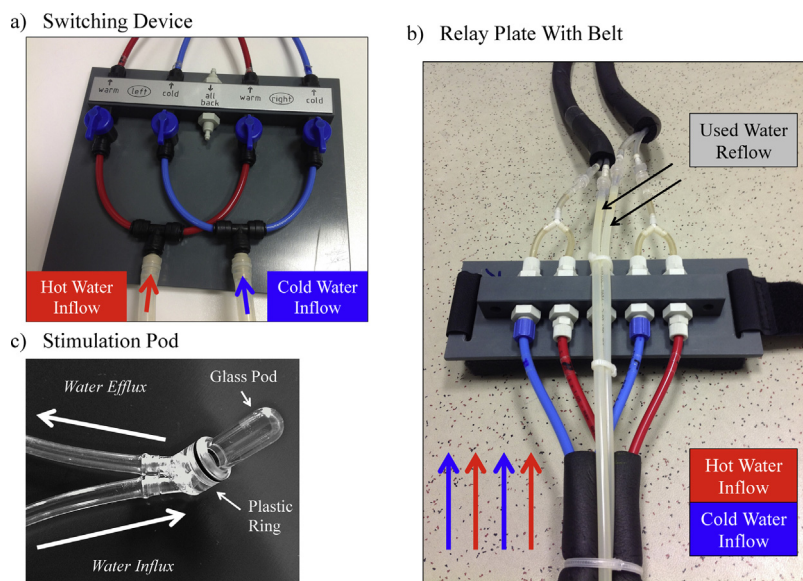 a) Switching Device
warm left cold all back warm right cold
Hot Water
Inflow
Cold Water
Inflow
b) Relay Plate With Belt
Used Water
Reflow
Hot Water
Inflow
Cold Water
Inflow
c) Stimulation Pod
Water Efflux
Glass Pod
Plastic
Ring
Water Influx